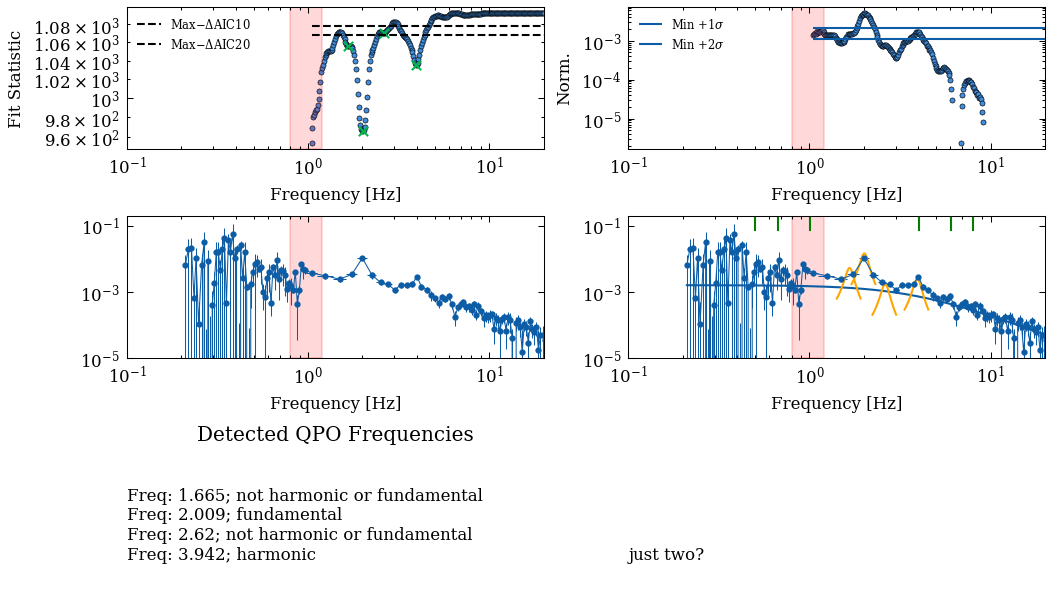 Max−ΔAIC10
Max−ΔAIC20
Fit Statistic
1.08 × 10³
1.06 × 10³
1.04 × 10³
1.02 × 10³
10³
9.8 × 10²
9.6 × 10²
10⁻¹ 10⁰ 10¹
Frequency [Hz]
Min +1σ
Min +2σ
Norm.
10⁻³
10⁻⁴
10⁻⁵
10⁻¹ 10⁰ 10¹
Frequency [Hz]
10⁻¹
10⁻³
10⁻⁵
10⁻¹ 10⁰ 10¹
Frequency [Hz]
10⁻¹
10⁻³
10⁻⁵
10⁻¹ 10⁰ 10¹
Frequency [Hz]
Detected QPO Frequencies
Freq: 1.665; not harmonic or fundamental
Freq: 2.009; fundamental
Freq: 2.62; not harmonic or fundamental
Freq: 3.942; harmonic
just two?